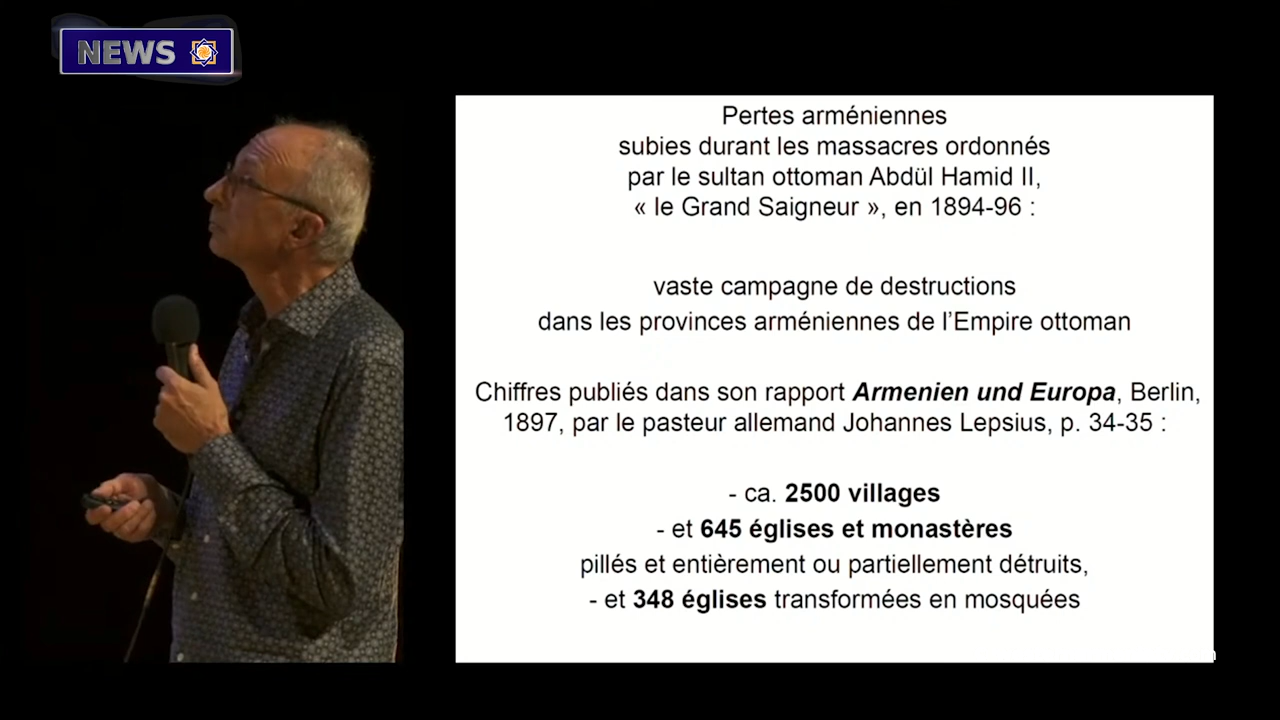 NEWS
Pertes arméniennes
subies durant les massacres ordonnés
par le sultan ottoman Abdül Hamid II,
« le Grand Saigneur », en 1894-96 :
vaste campagne de destructions
dans les provinces arméniennes de l’Empire ottoman
Chiffres publiés dans son rapport Armenien und Europa, Berlin,
1897, par le pasteur allemand Johannes Lepsius, p. 34-35 :
- ca. 2500 villages
- et 645 églises et monastères
pillés et entièrement ou partiellement détruits,
- et 348 églises transformées en mosquées